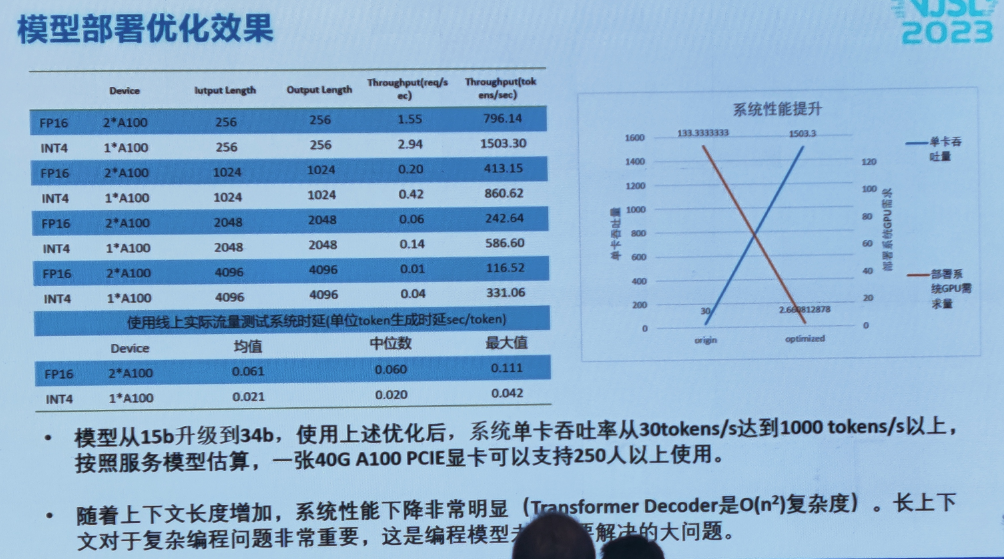 模型部署优化效果
NJSD
2023
Device Iutput Length Output Length Throughput(req/sec) Throughput(tokens/sec)
FP16 2*A100 256 256 1.55 796.14
INT4 1*A100 256 256 2.94 1503.30
FP16 2*A100 1024 1024 0.20 413.15
INT4 1*A100 1024 1024 0.42 860.62
FP16 2*A100 2048 2048 0.06 242.64
INT4 1*A100 2048 2048 0.14 586.60
FP16 2*A100 4096 4096 0.01 116.52
INT4 1*A100 4096 4096 0.04 331.06
使用线上实际流量测试系统时延(单位token生成时延sec/token)
Device 均值 中位数 最大值
FP16 2*A100 0.061 0.060 0.111
INT4 1*A100 0.021 0.020 0.042
系统性能提升
133.3333333 1503.3
1600
1400
1200
1000
800
600
400
200
0
单卡吞吐量
30
origin optimized
120
100
80
60
40
20
0
部署系统GPU需求
单卡吞
吐量
部署系
统GPU需
求量
• 模型从15b升级到34b，使用上述优化后，系统单卡吞吐率从30tokens/s达到1000 tokens/s以上，
按照服务模型估算，一张40G A100 PCIE显卡可以支持250人以上使用。
• 随着上下文长度增加，系统性能下降非常明显（Transformer Decoder是O(n²)复杂度）。长上下
文对于复杂编程问题非常重要，这是编程模型 解决的大问题。